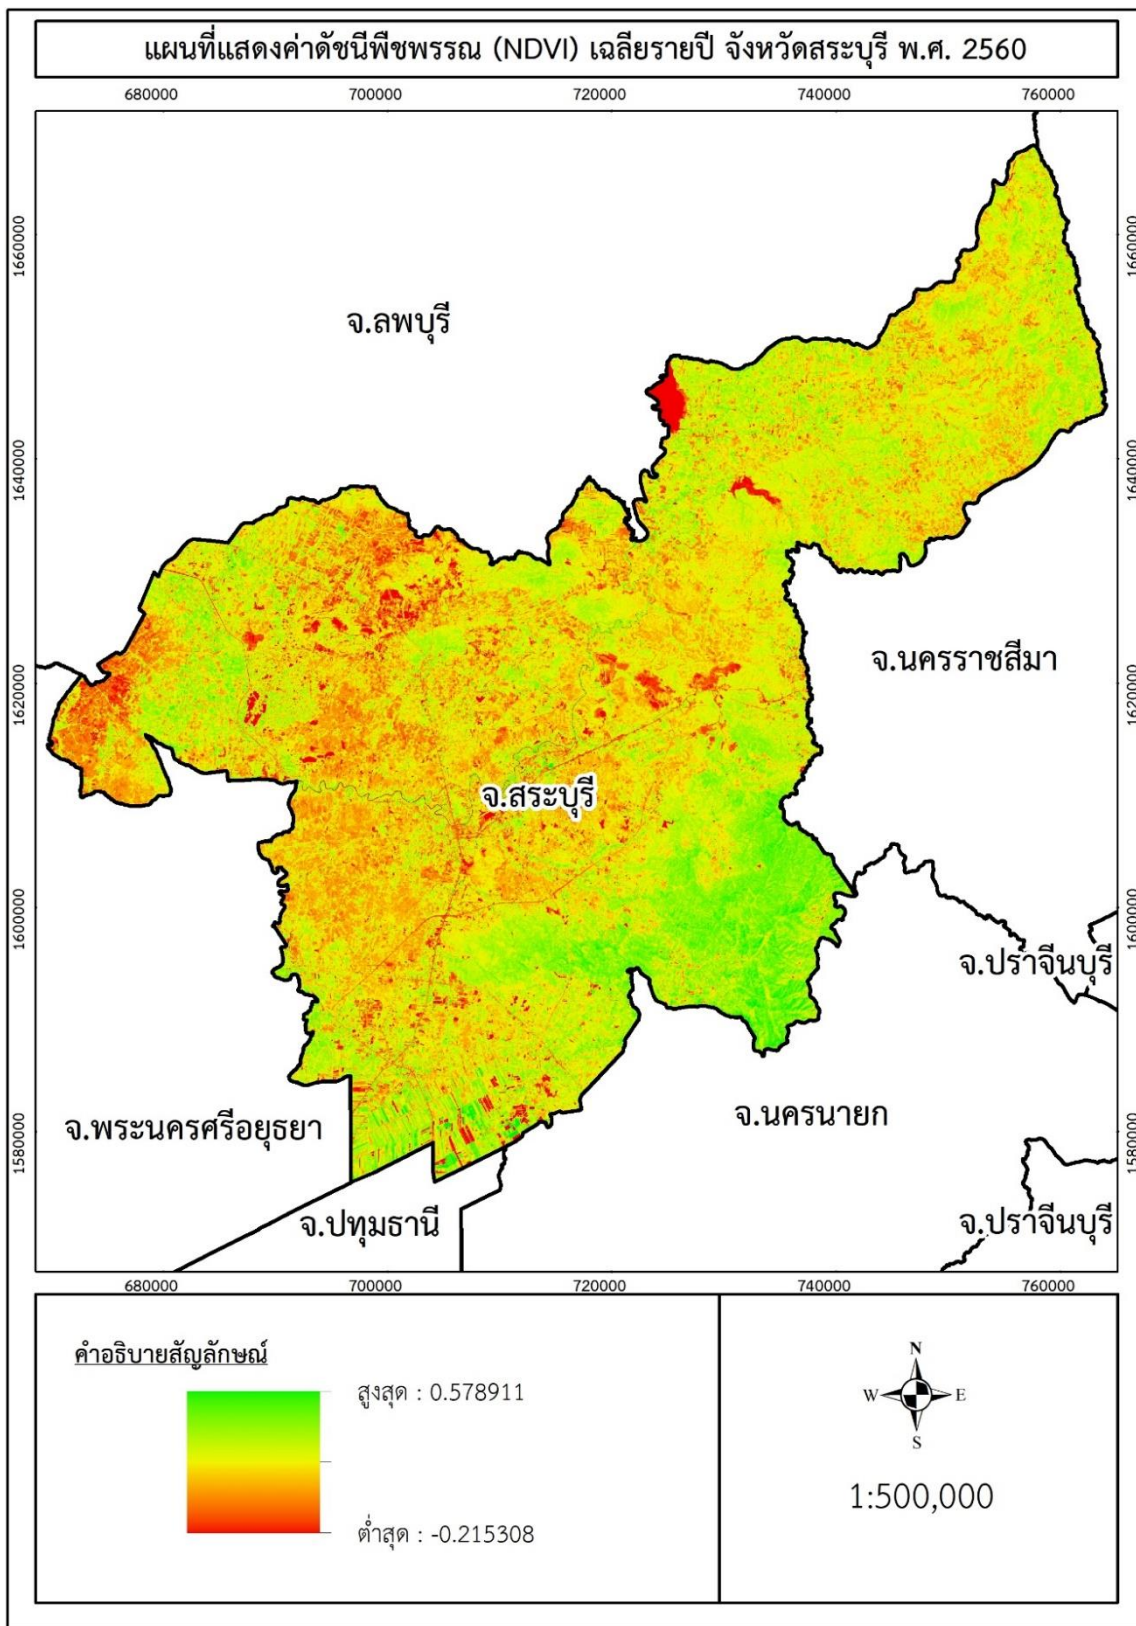 แผนที่แสดงค่าดัชนีพืชพรรณ (NDVI) เฉลี่ยรายปี จังหวัดสระบุรี พ.ศ. 2560
680000 700000 720000 740000 760000
1660000 1660000
จ.ลพบุรี
1640000 1640000
จ.นครราชสีมา
1620000 1620000
จ.สระบุรี
1600000 1600000
จ.ปราจีนบุรี
จ.พระนครศรีอยุธยา
จ.นครนายก
1580000 1580000
จ.ปทุมธานี
จ.ปราจีนบุรี
680000 700000 720000 740000 760000
คำอธิบายสัญลักษณ์
สูงสุด : 0.578911
ต่ำสุด : -0.215308
N
W E
S
1:500,000